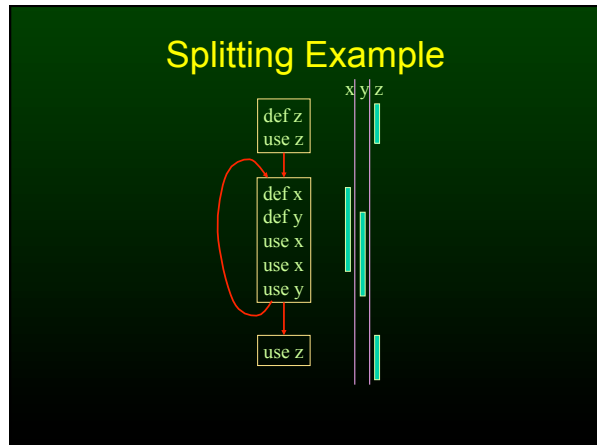 Splitting Example
x y z
def z
use z
def x
def y
use x
use x
use y
use z